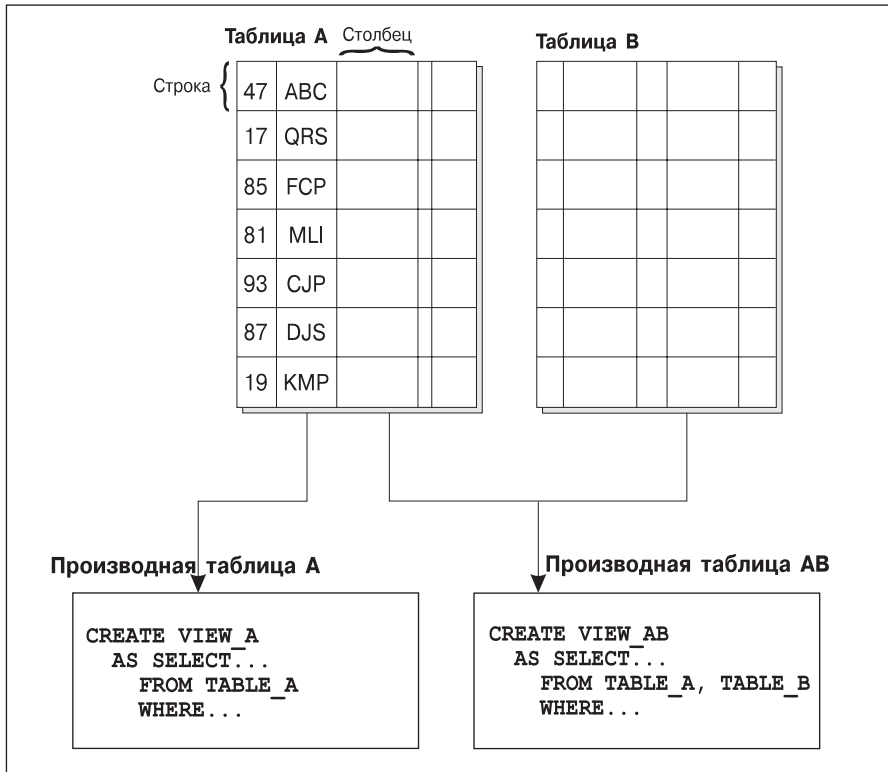 Таблица A
Столбец
Таблица B
Строка
47 ABC
17 QRS
85 FCP
81 MLI
93 CJP
87 DJS
19 KMP
Производная таблица A
Производная таблица AB
CREATE VIEW_A
AS SELECT...
FROM TABLE_A
WHERE...
CREATE VIEW_AB
AS SELECT...
FROM TABLE_A, TABLE_B
WHERE...